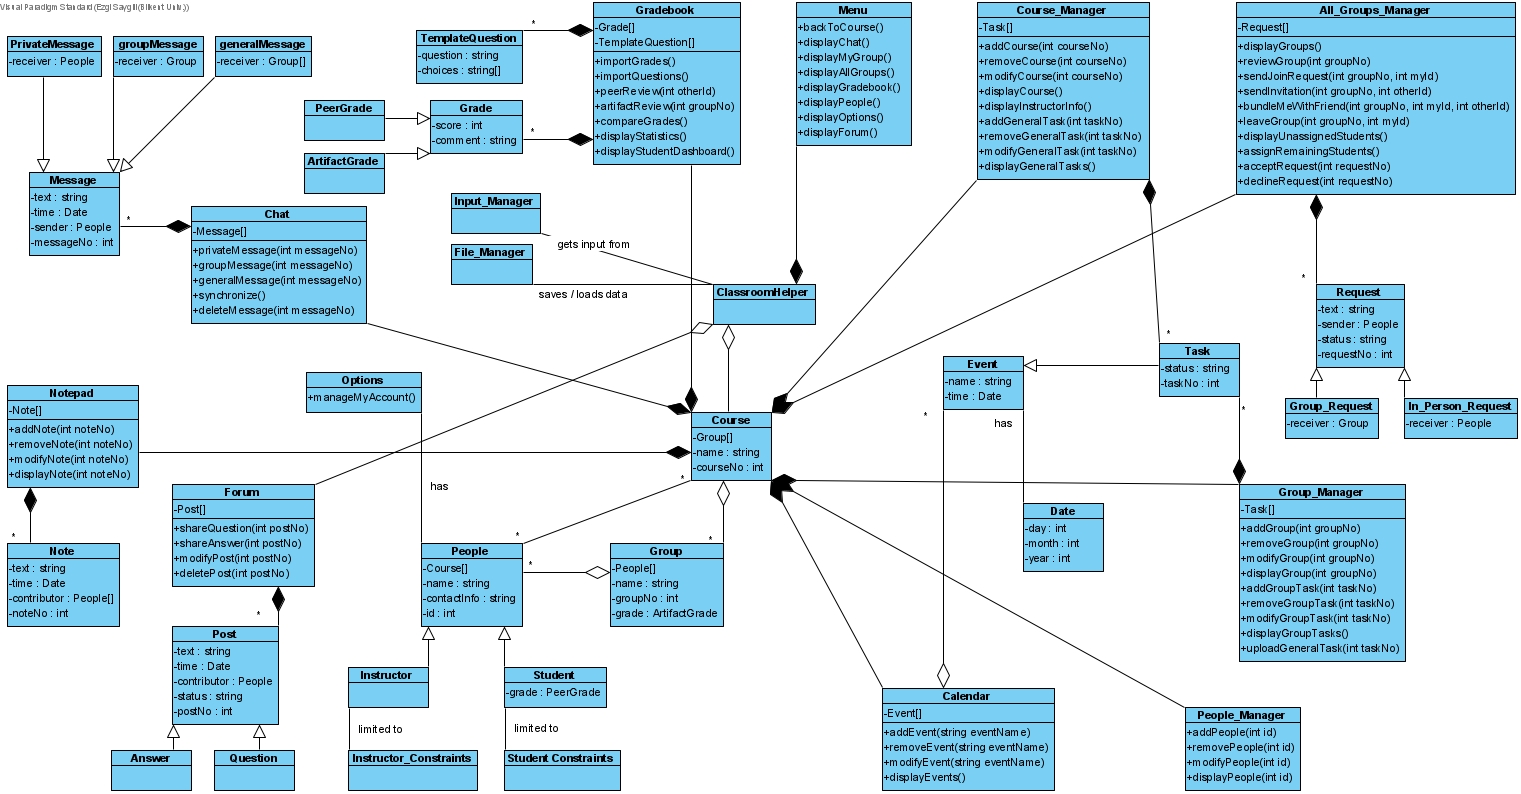 Visual Paradigm Standard (Ezgi Saygili(Bilkent Univ.))
PrivateMessage
-receiver : People
groupMessage
-receiver : Group
generalMessage
-receiver : Group[]
Message
-text : string
-time : Date
-sender : People
-messageNo : int
*
Chat
-Message[]
+privateMessage(int messageNo)
+groupMessage(int messageNo)
+generalMessage(int messageNo)
+synchronize()
+deleteMessage(int messageNo)
TemplateQuestion
-question : string
-choices : string[]
*
PeerGrade
ArtifactGrade
Grade
-score : int
-comment : string
*
Gradebook
-Grade[]
-TemplateQuestion[]
+importGrades()
+importQuestions()
+peerReview(int otherId)
+artifactReview(int groupNo)
+compareGrades()
+displayStatistics()
+displayStudentDashboard()
Menu
+backToCourse()
+displayChat()
+displayMyGroup()
+displayAllGroups()
+displayGradebook()
+displayPeople()
+displayOptions()
+displayForum()
Course_Manager
-Task[]
+addCourse(int courseNo)
+removeCourse(int courseNo)
+modifyCourse(int courseNo)
+displayCourse()
+displayInstructorInfo()
+addGeneralTask(int taskNo)
+removeGeneralTask(int taskNo)
+modifyGeneralTask(int taskNo)
+displayGeneralTasks()
All_Groups_Manager
-Request[]
+displayGroups()
+reviewGroup(int groupNo)
+sendJoinRequest(int groupNo, int myId)
+sendInvitation(int groupNo, int otherId)
+bundleMeWithFriend(int groupNo, int myId, int otherId)
+leaveGroup(int groupNo, int myId)
+displayUnassignedStudents()
+assignRemainingStudents()
+acceptRequest(int requestNo)
+declineRequest(int requestNo)
Input_Manager
gets input from
File_Manager
saves / loads data
ClassroomHelper
*
Request
-text : string
-sender : People
-status : string
-requestNo : int
Group_Request
-receiver : Group
In_Person_Request
-receiver : People
*
Task
-status : string
-taskNo : int
*
Event
-name : string
-time : Date
*
has
Date
-day : int
-month : int
-year : int
Options
+manageMyAccount()
has
Course
-Group[]
-name : string
-courseNo : int
*
Notepad
-Note[]
+addNote(int noteNo)
+removeNote(int noteNo)
+modifyNote(int noteNo)
+displayNote(int noteNo)
*
Note
-text : string
-time : Date
-contributor : People[]
-noteNo : int
Forum
-Post[]
+shareQuestion(int postNo)
+shareAnswer(int postNo)
+modifyPost(int postNo)
+deletePost(int postNo)
*
Post
-text : string
-time : Date
-contributor : People
-status : string
-postNo : int
Answer
Question
*
People
-Course[]
-name : string
-contactInfo : string
-id : int
*
*
Group
-People[]
-name : string
-groupNo : int
-grade : ArtifactGrade
Instructor
limited to
Instructor_Constraints
Student
-grade : PeerGrade
limited to
Student Constraints
Group_Manager
-Task[]
+addGroup(int groupNo)
+removeGroup(int groupNo)
+modifyGroup(int groupNo)
+displayGroup(int groupNo)
+addGroupTask(int taskNo)
+removeGroupTask(int taskNo)
+modifyGroupTask(int taskNo)
+displayGroupTasks()
+uploadGeneralTask(int taskNo)
Calendar
-Event[]
+addEvent(string eventName)
+removeEvent(string eventName)
+modifyEvent(string eventName)
+displayEvents()
People_Manager
+addPeople(int id)
+removePeople(int id)
+modifyPeople(int id)
+displayPeople(int id)